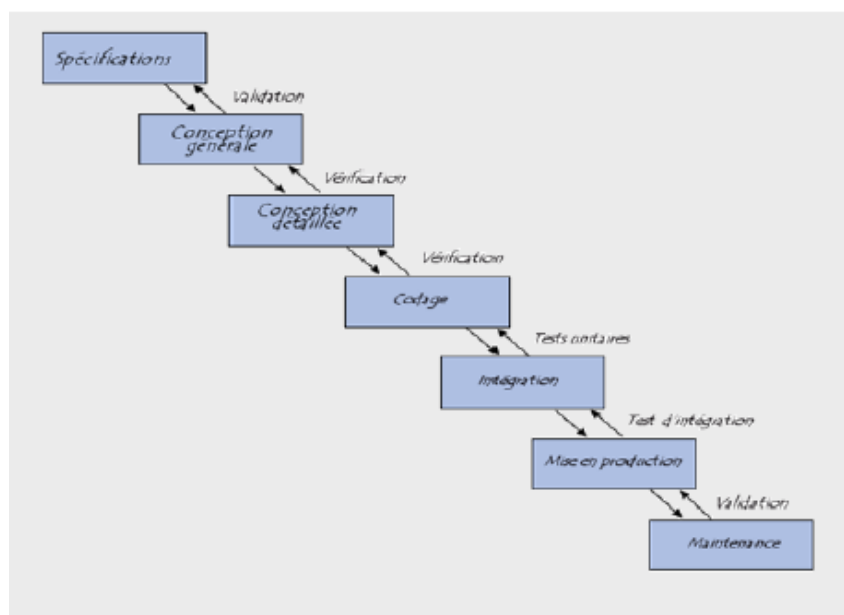 Spécifications
Validation
Conception
générale
Vérification
Conception
détaillée
Vérification
Codage
Tests unitaires
Intégration
Test d'intégration
Mise en production
Validation
Maintenance